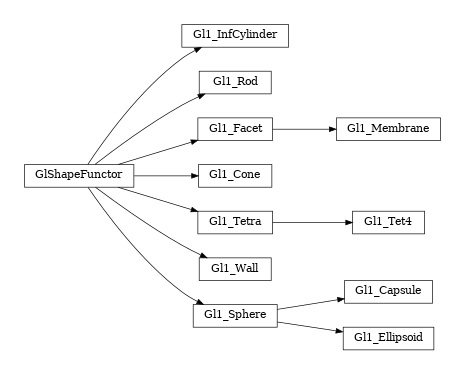 Gl1_InfCylinder
Gl1_Rod
Gl1_Facet
Gl1_Membrane
GlShapeFunctor
Gl1_Cone
Gl1_Tetra
Gl1_Tet4
Gl1_Wall
Gl1_Capsule
Gl1_Sphere
Gl1_Ellipsoid